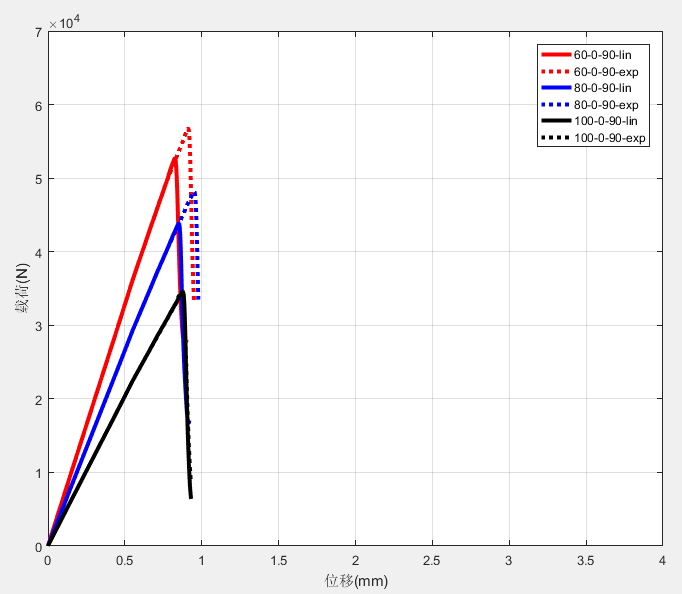 ×10⁴
7
6
5
4
3
2
1
0
载荷(N)
0 0.5 1 1.5 2 2.5 3 3.5 4
位移(mm)
60-0-90-lin
60-0-90-exp
80-0-90-lin
80-0-90-exp
100-0-90-lin
100-0-90-exp